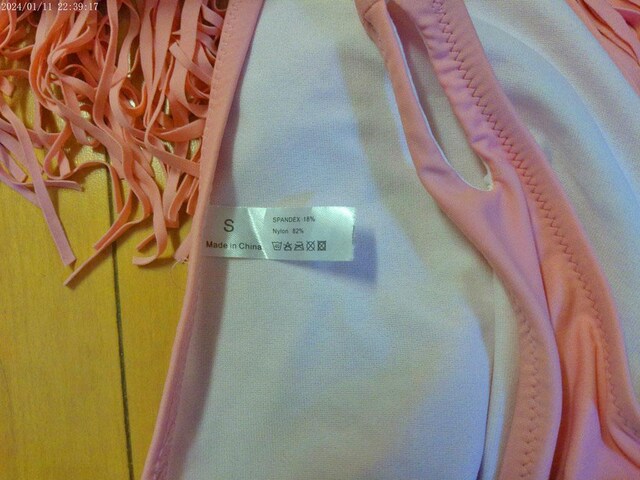 2024/01/11 22:39:17
S
SPANDEX 18%
Nylon 82%
Made in China